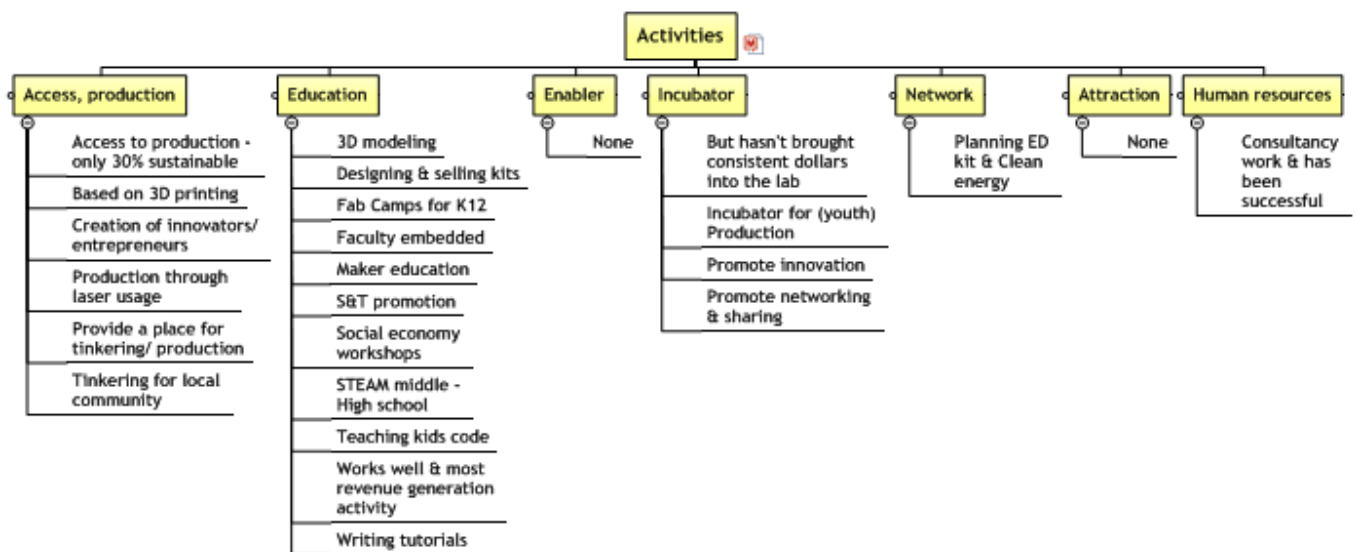 Activities
Access, production
Education
Enabler
Incubator
Network
Attraction
Human resources
Access to production -
only 30% sustainable
Based on 3D printing
Creation of innovators/
entrepreneurs
Production through
laser usage
Provide a place for
tinkering/ production
Tinkering for local
community
3D modeling
Designing & selling kits
Fab Camps for K12
Faculty embedded
Maker education
S&T promotion
Social economy
workshops
STEAM middle -
High school
Teaching kids code
Works well & most
revenue generation
activity
Writing tutorials
None
But hasn't brought
consistent dollars
into the lab
Incubator for (youth)
Production
Promote innovation
Promote networking
& sharing
Planning ED
kit & Clean
energy
None
Consultancy
work & has
been
successful